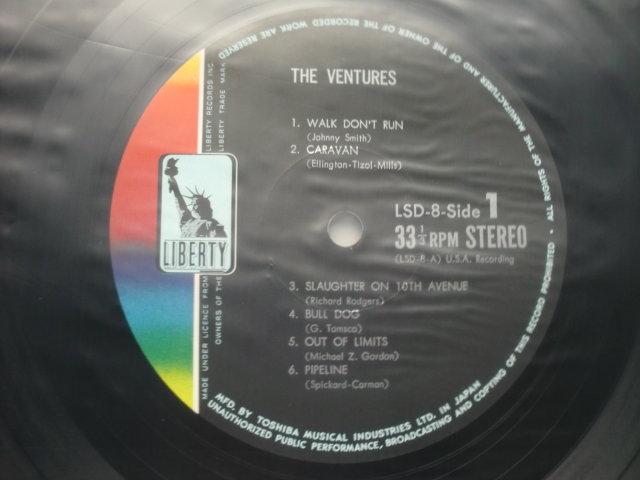 THE VENTURES
1. WALK DON'T RUN
(Johnny Smith)
2. CARAVAN
(Ellington-Tizol-Mills)
LSD-8-Side 1
33 1/3 RPM STEREO
(LSD-8-A) U.S.A. Recording
3. SLAUGHTER ON 10TH AVENUE
(Richard Rodgers)
4. BULL DOG
(G. Tomsco)
5. OUT OF LIMITS
(Michael Z. Gordon)
6. PIPELINE
(Spickard-Carman)
LIBERTY
MADE UNDER LICENCE FROM LIBERTY RECORDS INC.
OWNERS OF THE LIBERTY TRADE MARK
MFD. BY TOSHIBA MUSICAL INDUSTRIES LTD. IN JAPAN
ALL RIGHTS OF THE MANUFACTURER AND OF THE OWNER OF THE RECORDED WORK ARE RESERVED
UNAUTHORIZED PUBLIC PERFORMANCE, BROADCASTING AND COPYING OF THIS RECORD PROHIBITED •